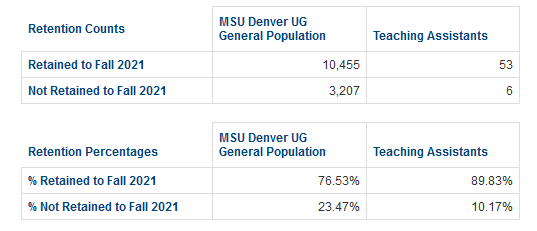 Retention Counts MSU Denver UG General Population Teaching Assistants
Retained to Fall 2021 10,455 53
Not Retained to Fall 2021 3,207 6
Retention Percentages MSU Denver UG General Population Teaching Assistants
% Retained to Fall 2021 76.53% 89.83%
% Not Retained to Fall 2021 23.47% 10.17%